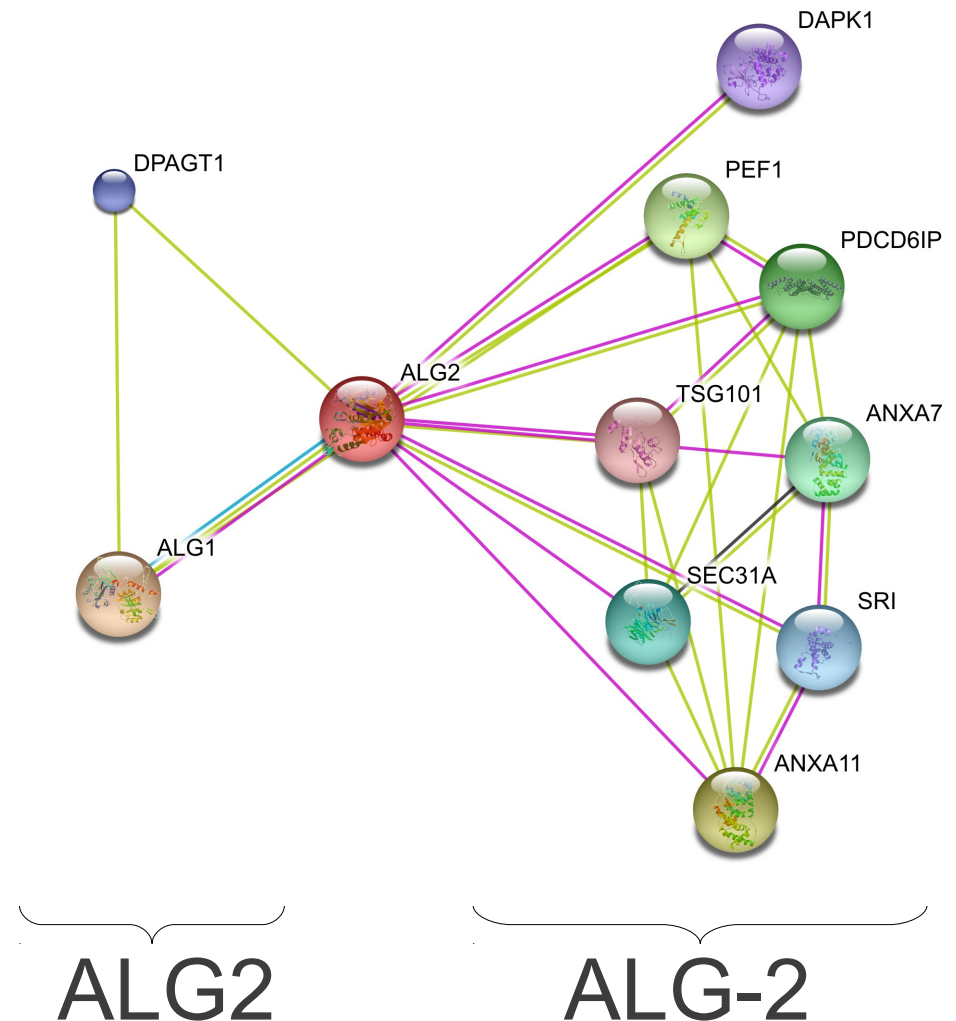 DAPK1
DPAGT1
PEF1
PDCD6IP
ALG2
TSG101
ANXA7
ALG1
SEC31A
SRI
ANXA11
ALG2
ALG-2